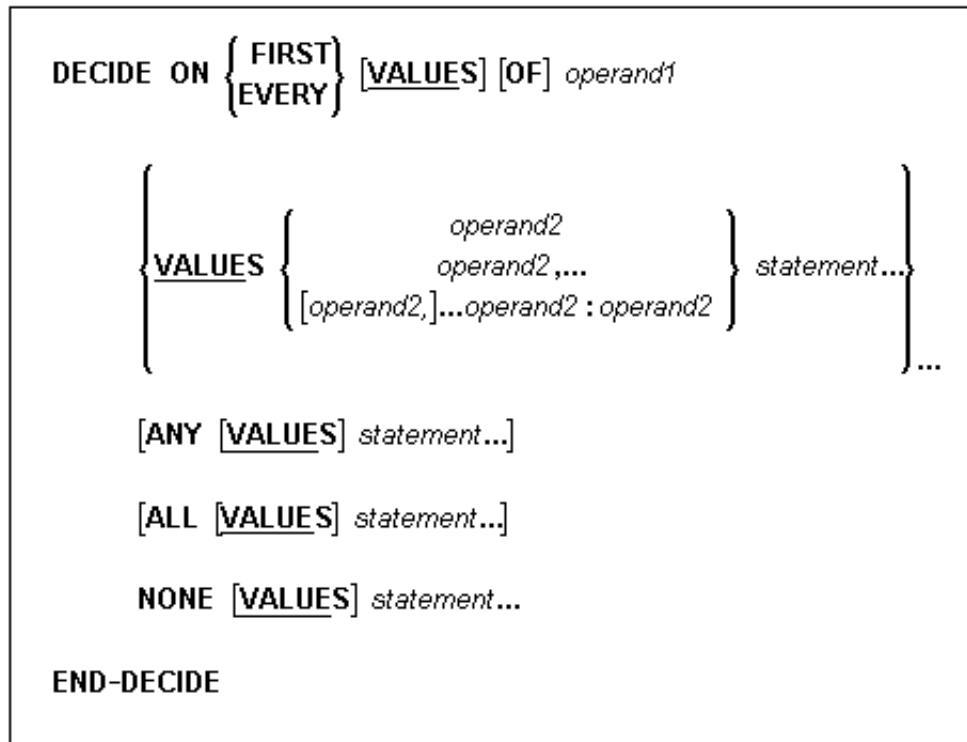 DECIDE ON { FIRST } [VALUES] [OF] operand1
{ EVERY }
operand2
{ VALUES { operand2 ,... } statement... } ...
[operand2,]...operand2 : operand2
[ANY [VALUES] statement...]
[ALL [VALUES] statement...]
NONE [VALUES] statement...
END-DECIDE